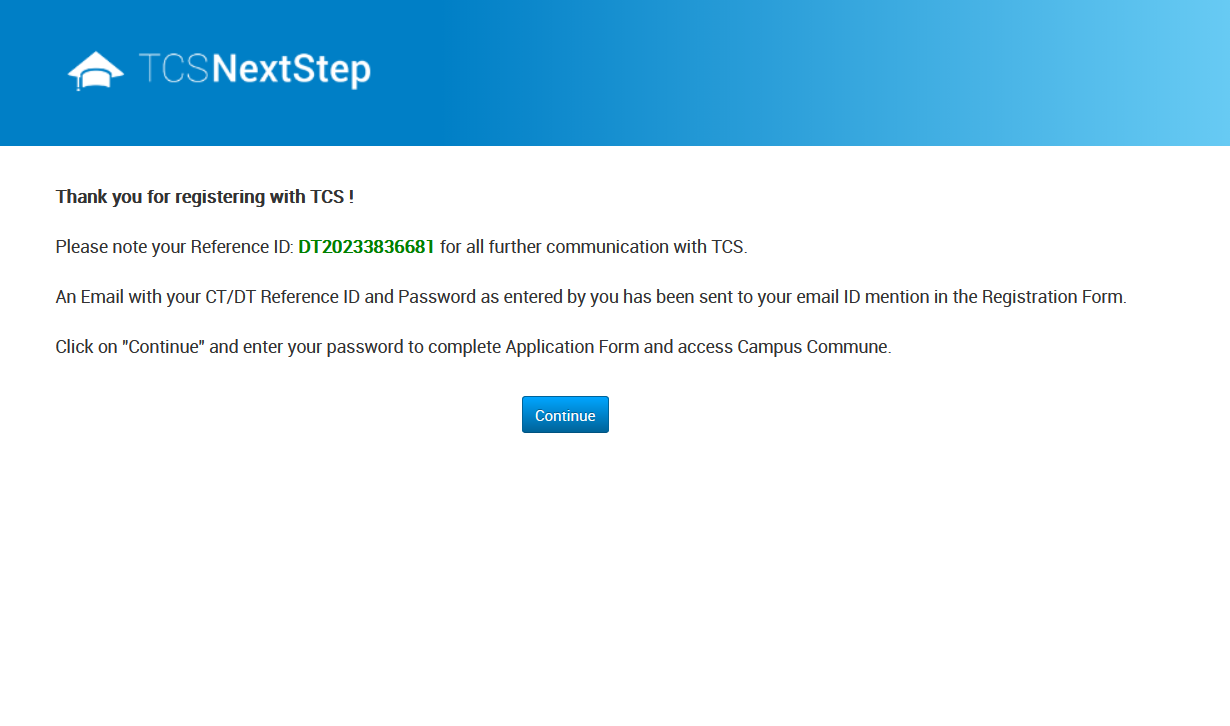 TCSNextStep
Thank you for registering with TCS !
Please note your Reference ID: DT20233836681 for all further communication with TCS.
An Email with your CT/DT Reference ID and Password as entered by you has been sent to your email ID mention in the Registration Form.
Click on "Continue" and enter your password to complete Application Form and access Campus Commune.
Continue